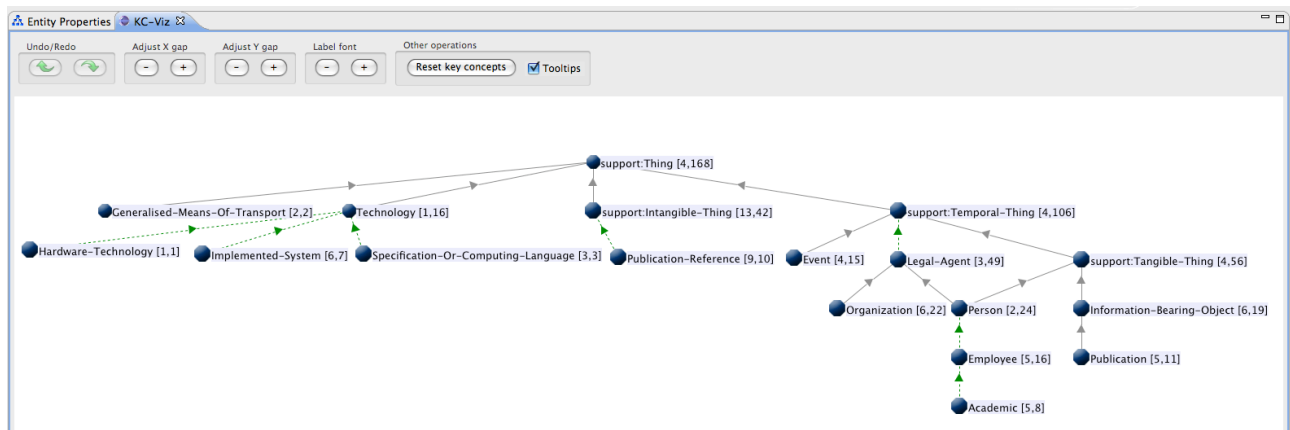 Entity Properties KC-Viz
Undo/Redo Adjust X gap Adjust Y gap Label font Other operations
- + - + - + Reset key concepts Tooltips
support:Thing [4,168]
Generalised-Means-Of-Transport [2,2] Technology [1,16] support:Intangible-Thing [13,42] support:Temporal-Thing [4,106]
Hardware-Technology [1,1] Implemented-System [6,7] Specification-Or-Computing-Language [3,3] Publication-Reference [9,10] Event [4,15] Legal-Agent [3,49] support:Tangible-Thing [4,56]
Organization [6,22] Person [2,24] Information-Bearing-Object [6,19]
Employee [5,16] Publication [5,11]
Academic [5,8]